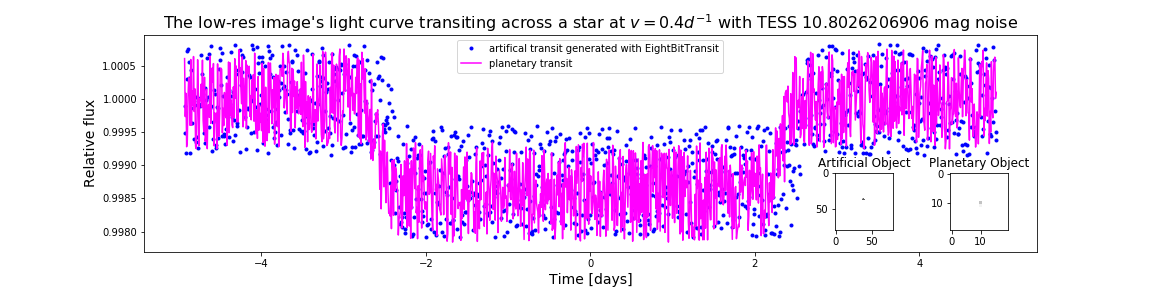 The low-res image's light curve transiting across a star at v = 0.4d⁻¹ with TESS 10.8026206906 mag noise
artifical transit generated with EightBitTransit
planetary transit
Relative flux
1.0005
1.0000
0.9995
0.9990
0.9985
0.9980
Artificial Object
0
50
0 50
Planetary Object
0
10
0 10
−4 −2 0 2 4
Time [days]